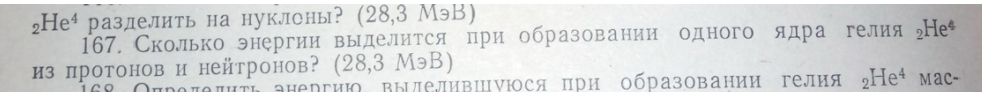 ₂He⁴ разделить на нуклоны? (28,3 МэВ)
167. Сколько энергии выделится при образовании одного ядра гелия ₂He⁴
из протонов и нейтронов? (28,3 МэВ)
168. Определить энергию, выделившуюся при образовании гелия ₂He⁴ мас-